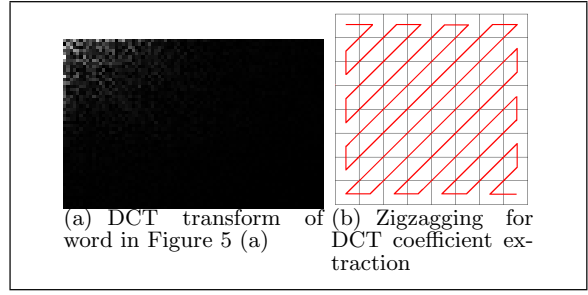 (a) DCT transform of
word in Figure 5 (a)
(b) Zigzagging for
DCT coefficient ex-
traction